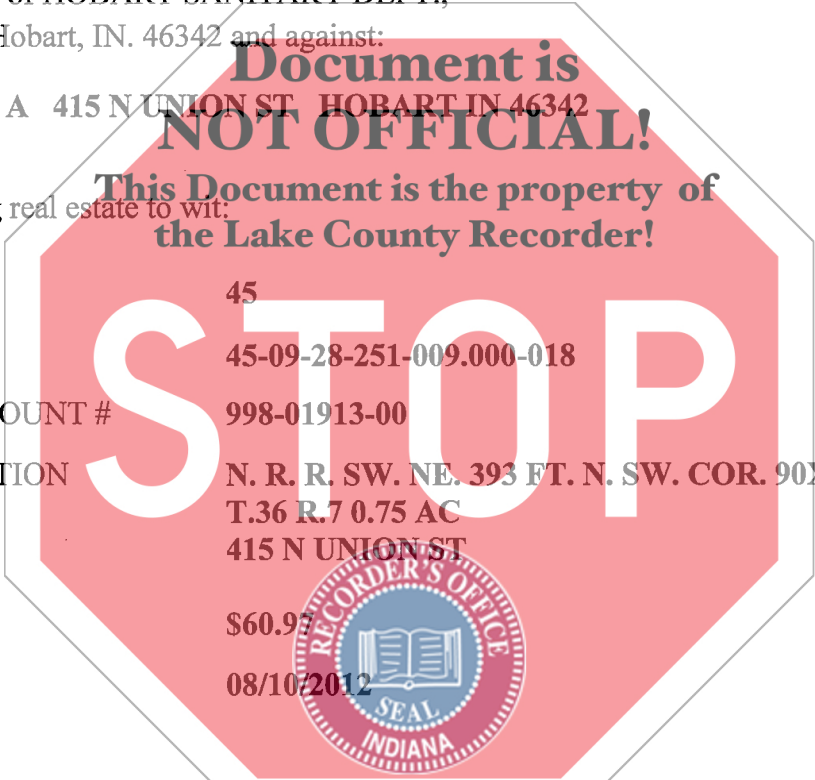 of HOBART SANITARY DEPT.,
Hobart, IN. 46342 and against:
Document is
A 415 N UNION ST HOBART IN 46342
NOT OFFICIAL!
This Document is the property of
real estate to wit:
the Lake County Recorder!
45
STOP
45-09-28-251-009.000-018
OUNT # 998-01913-00
TION N. R. R. SW. NE. 393 FT. N. SW. COR. 90X
T.36 R.7 0.75 AC
415 N UNION ST
RECORDER'S OFFICE
$60.97
08/10/2012
SEAL
INDIANA